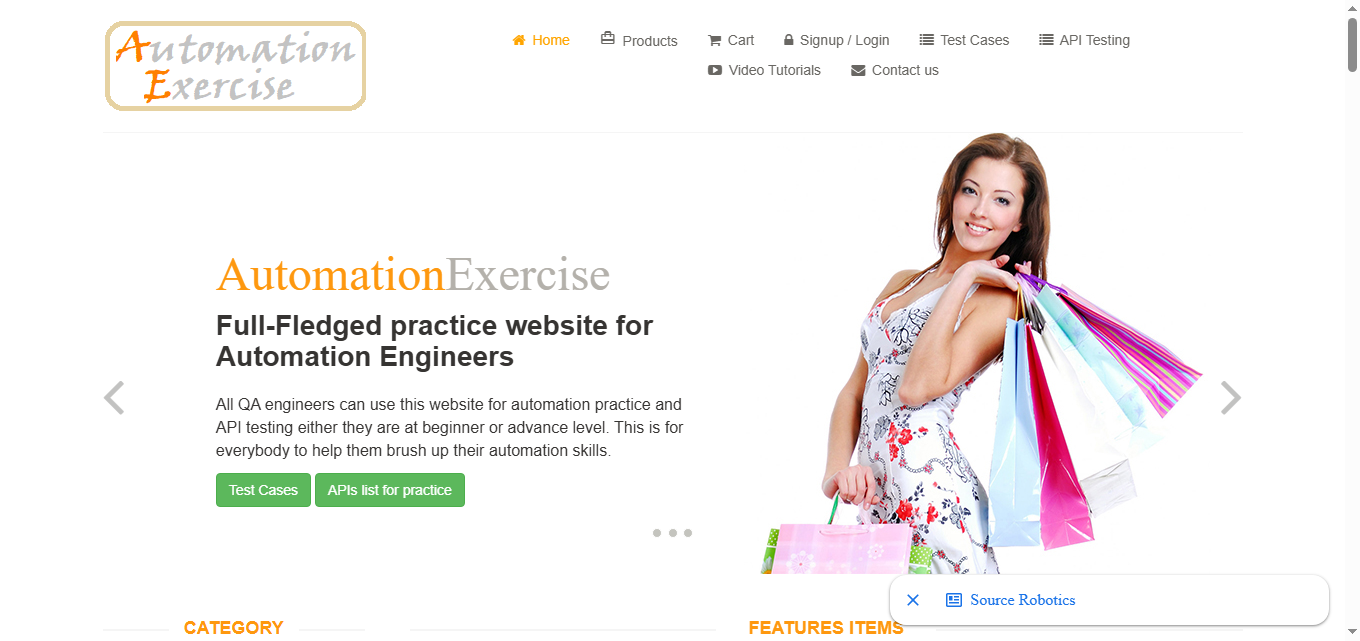 Automation
Exercise
Home Products Cart Signup / Login Test Cases API Testing
Video Tutorials Contact us
AutomationExercise
Full-Fledged practice website for
Automation Engineers
All QA engineers can use this website for automation practice and
API testing either they are at beginner or advance level. This is for
everybody to help them brush up their automation skills.
Test Cases APIs list for practice
Source Robotics
CATEGORY FEATURES ITEMS